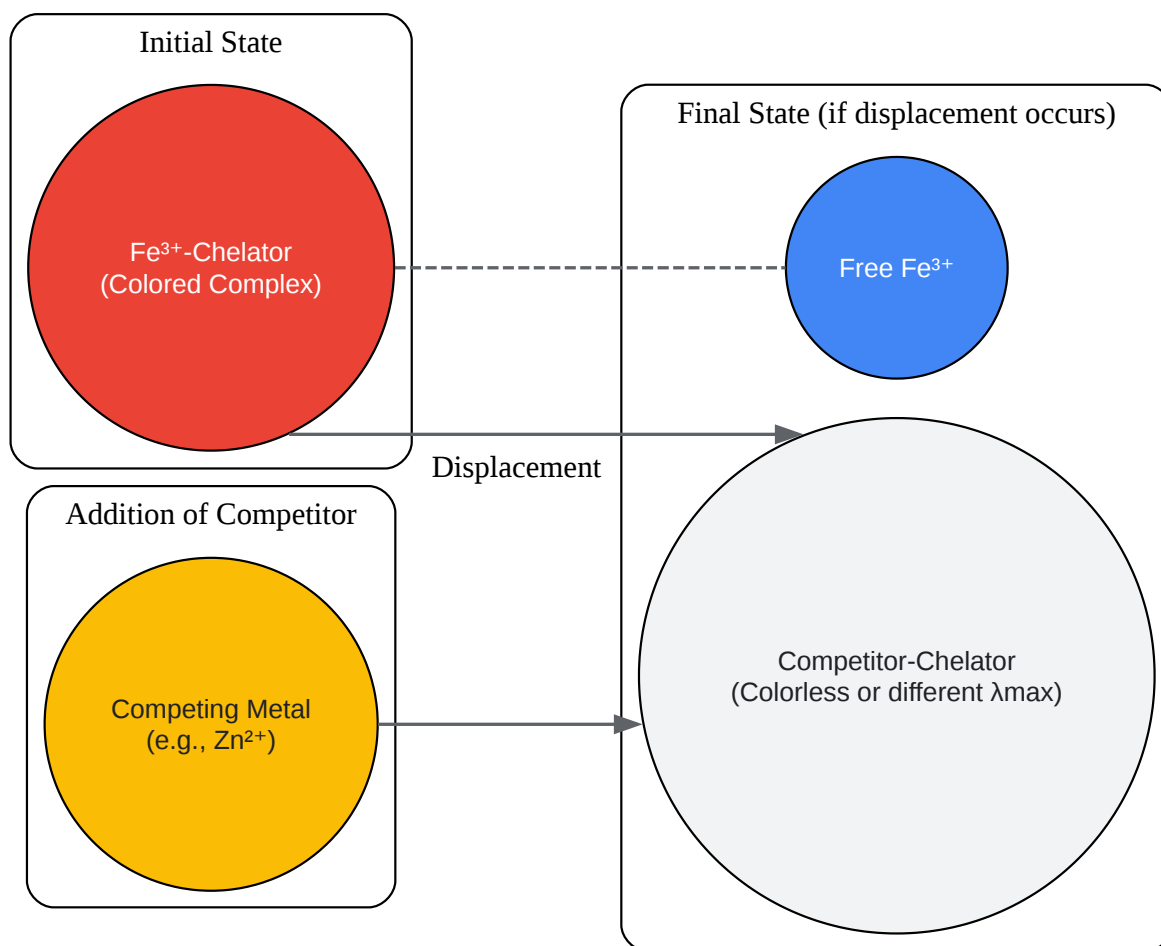 Initial State
Fe³⁺-Chelator
(Colored Complex)
Final State (if displacement occurs)
Free Fe³⁺
Displacement
Addition of Competitor
Competing Metal
(e.g., Zn²⁺)
Competitor-Chelator
(Colorless or different λmax)